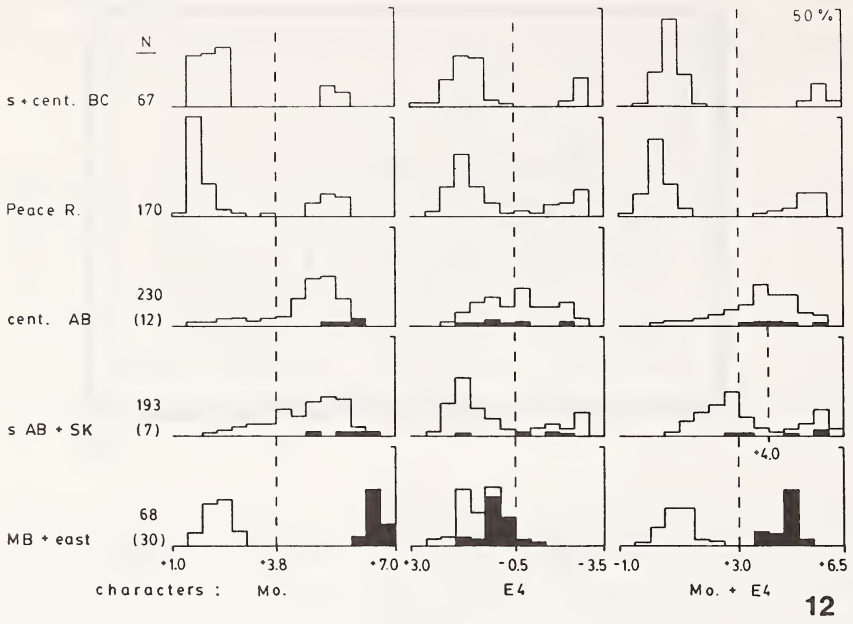 N
50 %
s + cent. BC 67
Peace R. 170
cent. AB 230 (12)
s AB + SK 193 (7)
+4.0
MB + east 68 (30)
+1.0 +3.8 +7.0 +3.0 -0.5 -3.5 -1.0 +3.0 +6.5
characters : Mo. E4 Mo. + E4
12